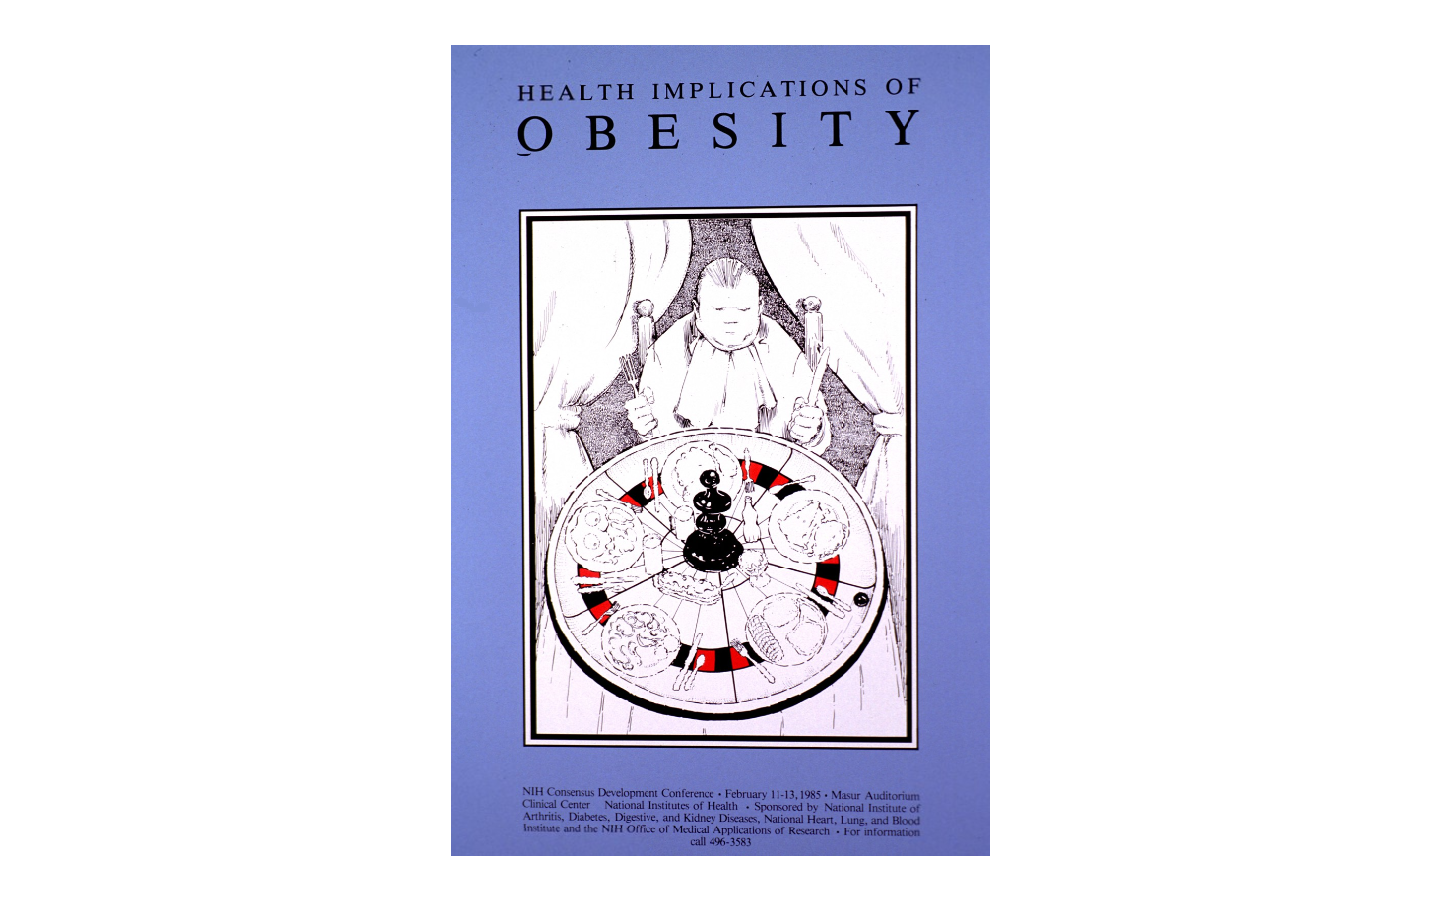 HEALTH IMPLICATIONS OF
OBESITY
NIH Consensus Development Conference • February 11-13, 1985 • Masur Auditorium
Clinical Center National Institutes of Health • Sponsored by National Institute of
Arthritis, Diabetes, Digestive, and Kidney Diseases, National Heart, Lung, and Blood
Institute and the NIH Office of Medical Applications of Research • For information
call 496-3583